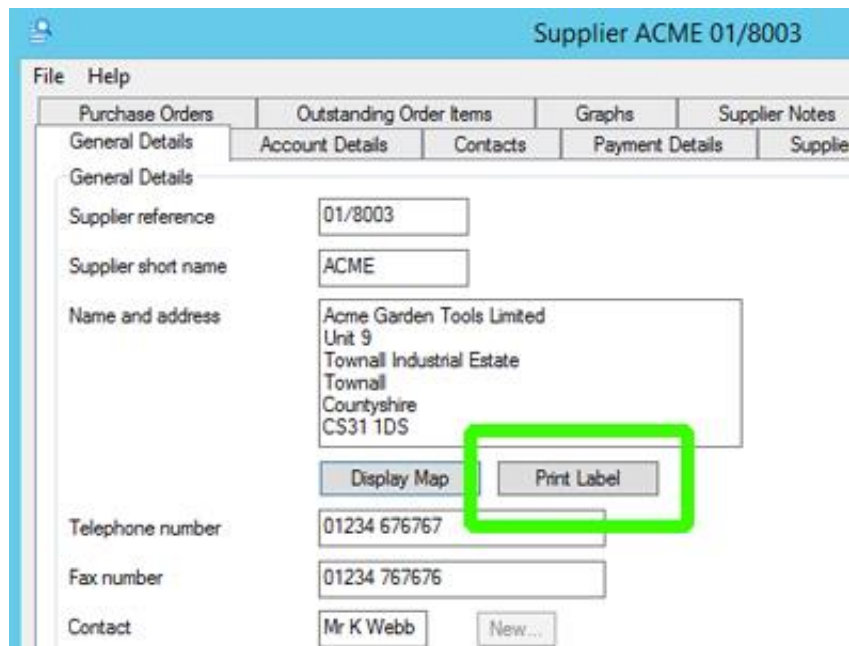 Supplier ACME 01/8003
File Help
Purchase Orders Outstanding Order Items Graphs Supplier Notes
General Details Account Details Contacts Payment Details Supplie
General Details
Supplier reference 01/8003
Supplier short name ACME
Name and address Acme Garden Tools Limited
Unit 9
Townall Industrial Estate
Townall
Countyshire
CS31 1DS
Display Map Print Label
Telephone number 01234 676767
Fax number 01234 767676
Contact Mr K Webb New...